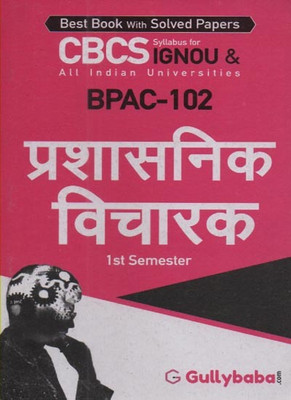 Best Book With Solved Papers
CBCS Syllabus for IGNOU &
All Indian Universities
BPAC-102
प्रशासनिक
विचारक
1st Semester
Gullybaba.com